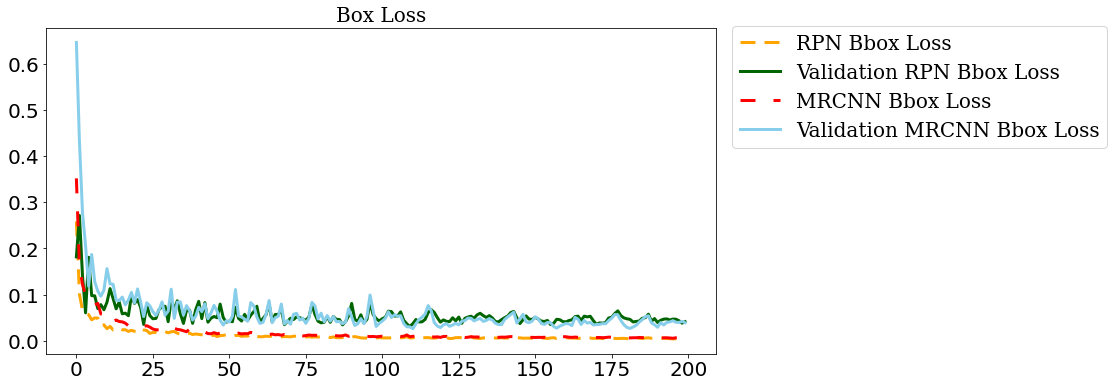 Box Loss
RPN Bbox Loss
Validation RPN Bbox Loss
MRCNN Bbox Loss
Validation MRCNN Bbox Loss
0.6
0.5
0.4
0.3
0.2
0.1
0.0
0 25 50 75 100 125 150 175 200